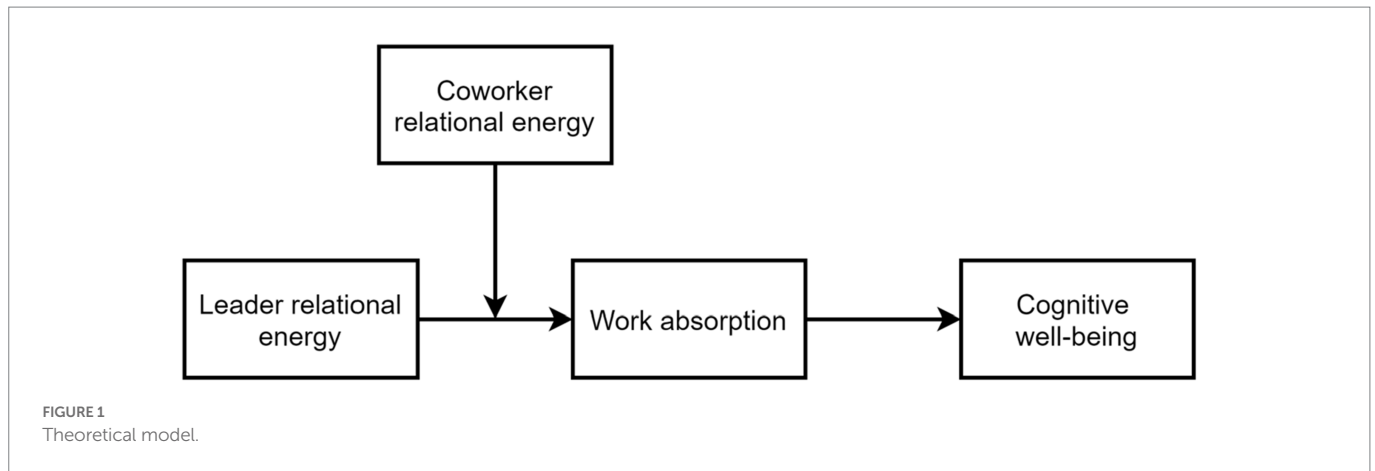 Coworker
relational energy
Leader relational
energy
Work absorption
Cognitive
well-being
FIGURE 1
Theoretical model.